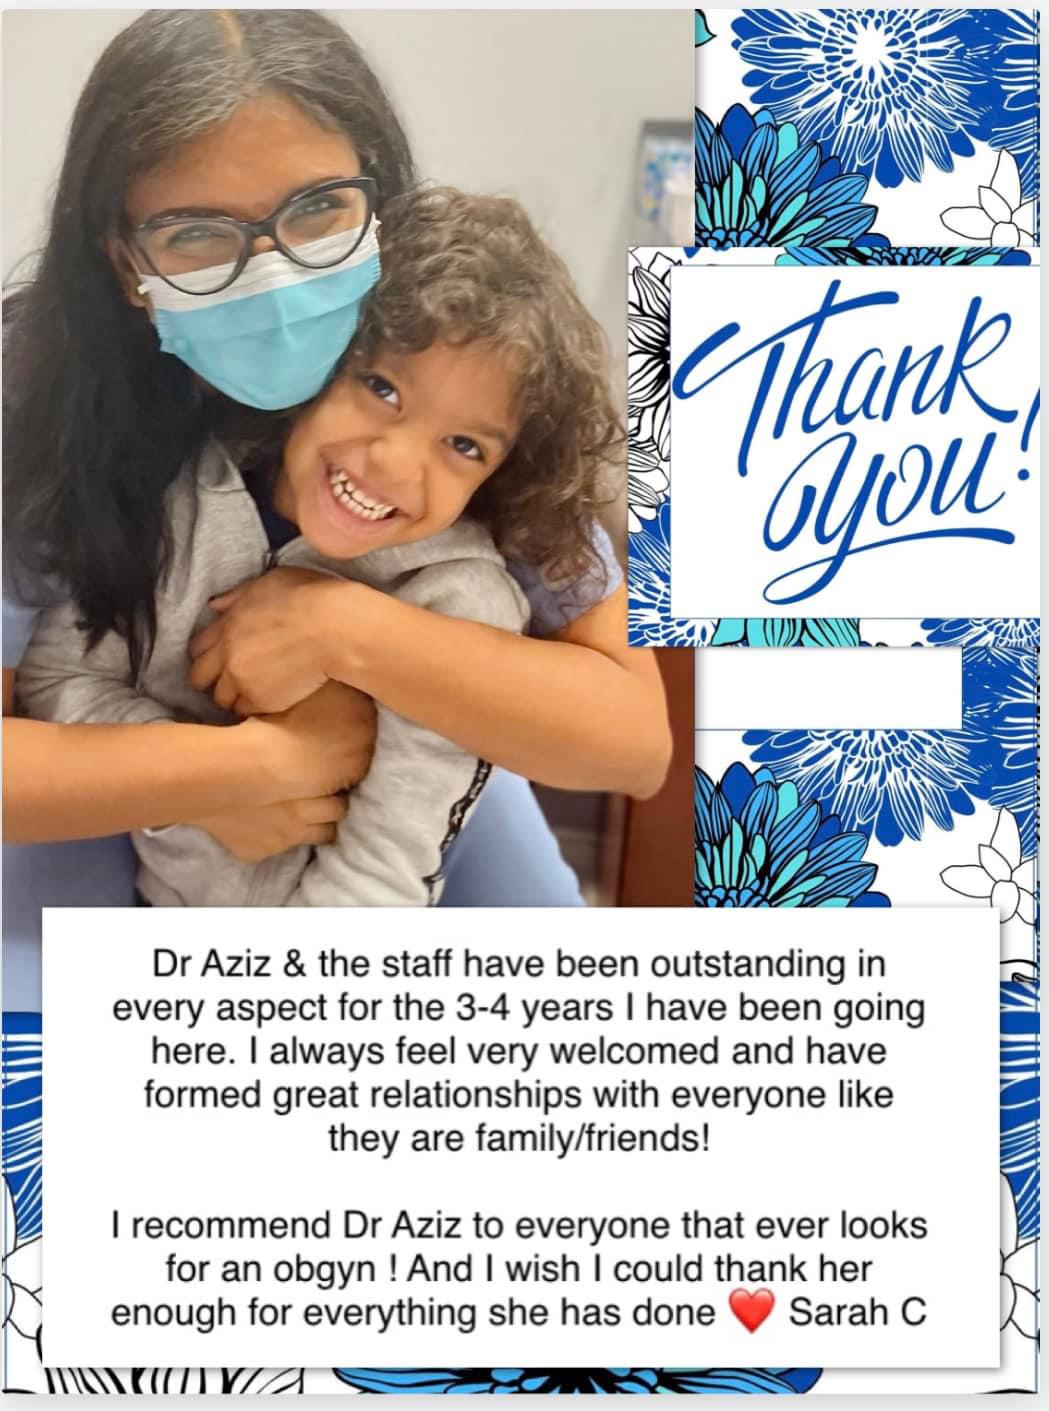 Thank
you!
Dr Aziz & the staff have been outstanding in
every aspect for the 3-4 years I have been going
here. I always feel very welcomed and have
formed great relationships with everyone like
they are family/friends!
I recommend Dr Aziz to everyone that ever looks
for an obgyn ! And I wish I could thank her
enough for everything she has done ❤️ Sarah C